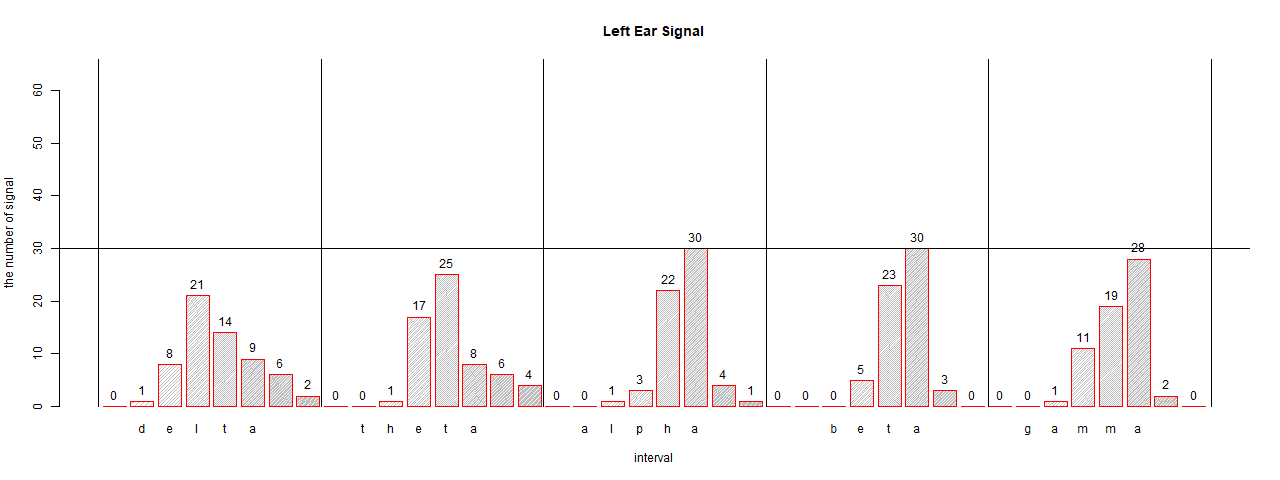 Left Ear Signal
the number of signal
60
50
40
30
20
10
0
0 1 8 21 14 9 6 2
0 0 1 17 25 8 6 4
0 0 1 3 22 30 4 1
0 0 0 5 23 30 3 0
0 0 1 11 19 28 2 0
d e l t a t h e t a a l p h a b e t a g a m m a
interval